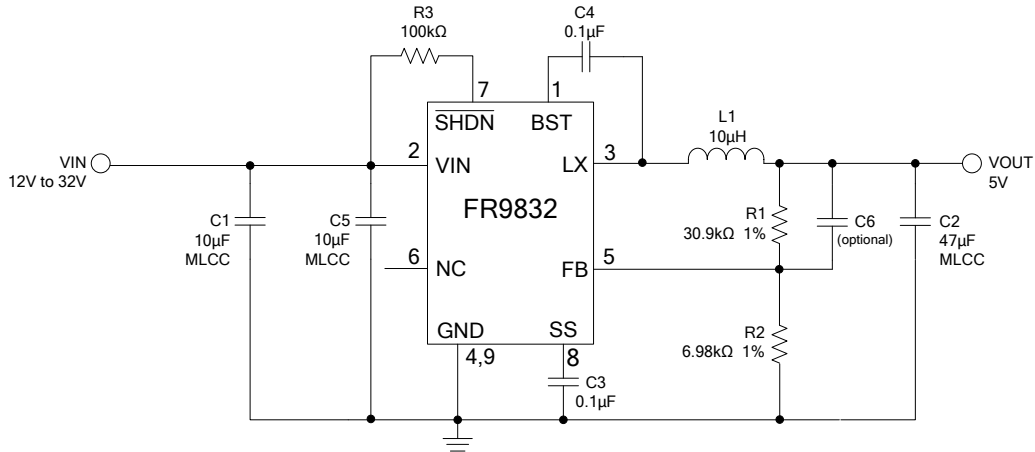 R3
100kΩ
C4
0.1μF
7
1
SHDN
BST
L1
10μH
VIN
12V to 32V
2
VIN
LX
3
VOUT
5V
FR9832
C1
10μF
MLCC
C5
10μF
MLCC
R1
30.9kΩ 1%
C6
(optional)
C2
47μF
MLCC
6
NC
FB
5
GND
SS
4,9
8
R2
6.98kΩ 1%
C3
0.1μF